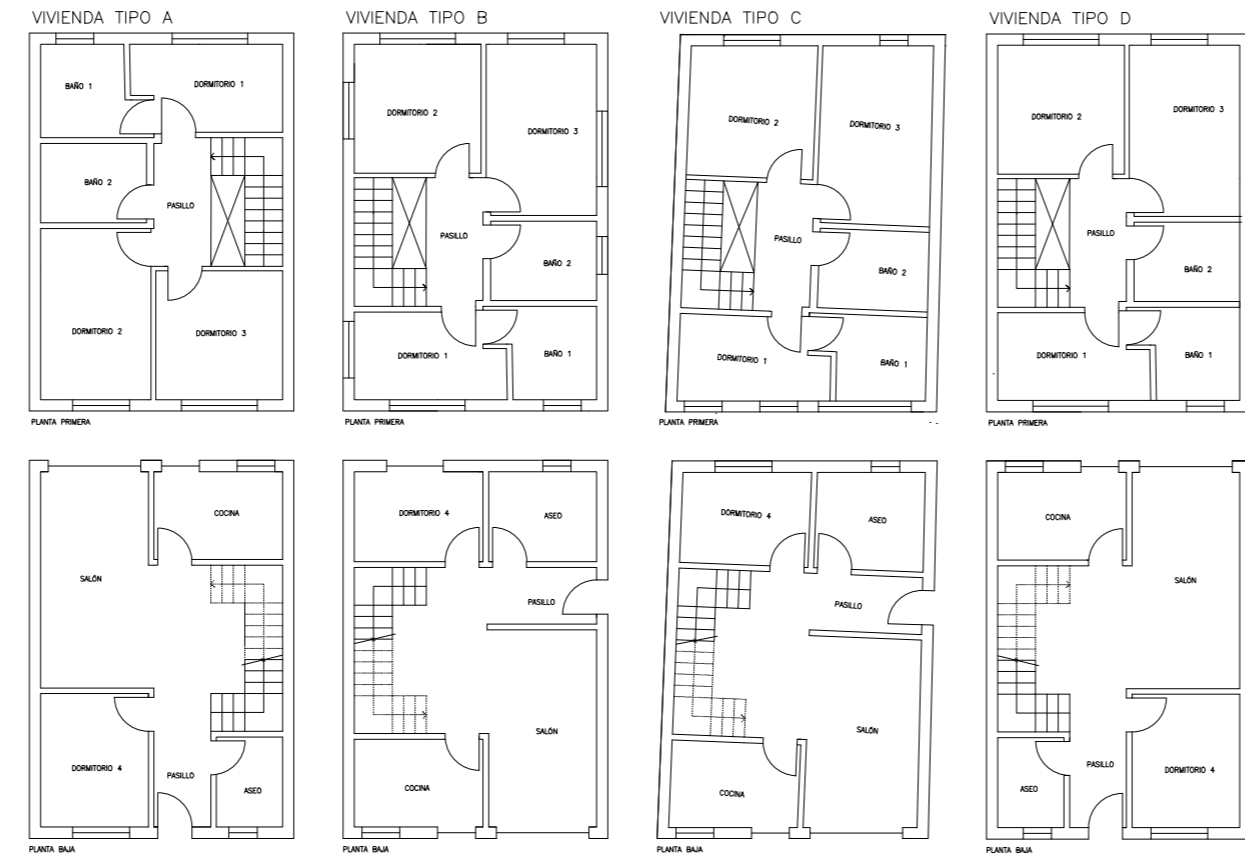 VIVIENDA TIPO A
BAÑO 1
DORMITORIO 1
BAÑO 2
PASILLO
DORMITORIO 2
DORMITORIO 3
PLANTA PRIMERA
VIVIENDA TIPO B
DORMITORIO 2
DORMITORIO 3
PASILLO
BAÑO 2
DORMITORIO 1
BAÑO 1
PLANTA PRIMERA
VIVIENDA TIPO C
DORMITORIO 2
DORMITORIO 3
PASILLO
BAÑO 2
DORMITORIO 1
BAÑO 1
PLANTA PRIMERA
VIVIENDA TIPO D
DORMITORIO 2
DORMITORIO 3
PASILLO
BAÑO 2
DORMITORIO 1
BAÑO 1
PLANTA PRIMERA
COCINA
SALÓN
DORMITORIO 4
PASILLO
ASEO
PLANTA BAJA
DORMITORIO 4
ASEO
PASILLO
SALÓN
COCINA
PLANTA BAJA
DORMITORIO 4
ASEO
PASILLO
SALÓN
COCINA
PLANTA BAJA
COCINA
SALÓN
PASILLO
DORMITORIO 4
ASEO
PLANTA BAJA